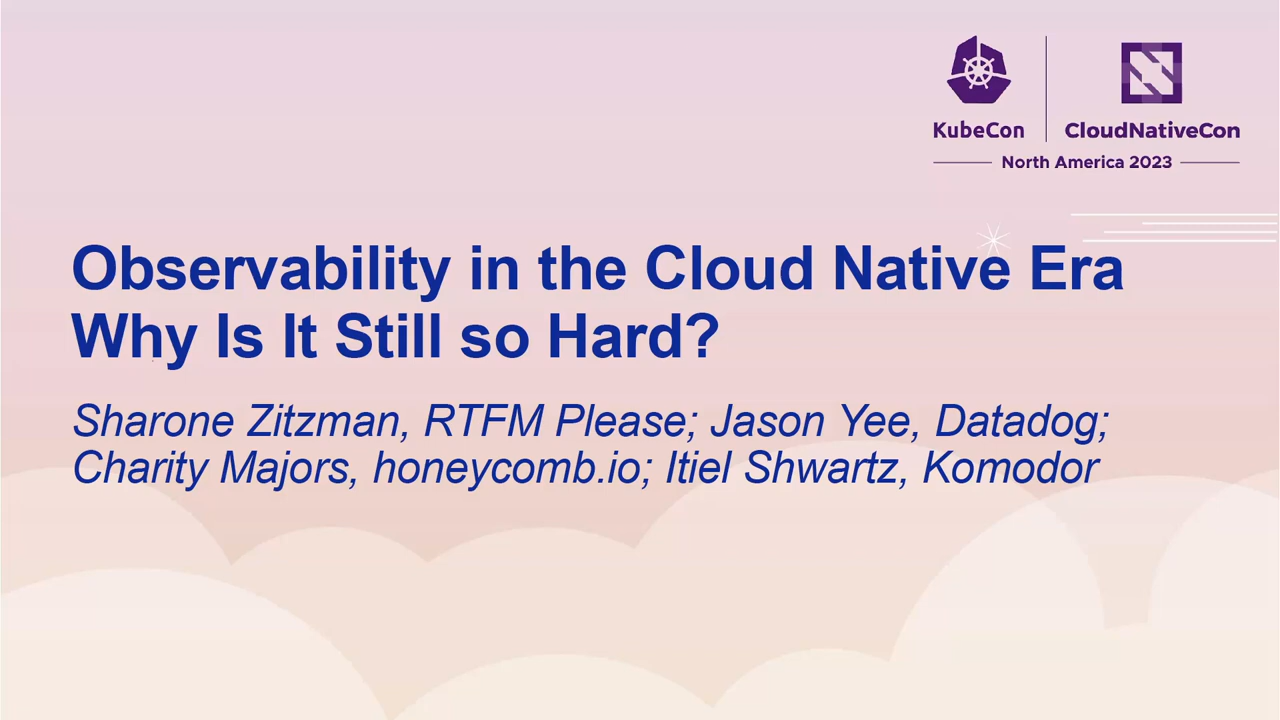 KubeCon
CloudNativeCon
North America 2023
Observability in the Cloud Native Era
Why Is It Still so Hard?
Sharone Zitzman, RTFM Please; Jason Yee, Datadog;
Charity Majors, honeycomb.io; Itiel Shwartz, Komodor